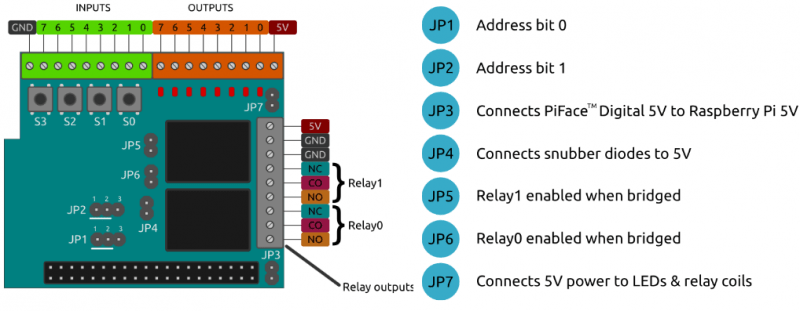 INPUTS
OUTPUTS
GND 7 6 5 4 3 2 1 0 7 6 5 4 3 2 1 0 5V
JP7
S3 S2 S1 S0
JP5
JP6
1 2 3
JP2
JP4
1 2 3
JP1
JP3
5V
GND
GND
NC
CO
NO
Relay1
NC
CO
NO
Relay0
Relay outputs
JP1 Address bit 0
JP2 Address bit 1
JP3 Connects PiFace™ Digital 5V to Raspberry Pi 5V
JP4 Connects snubber diodes to 5V
JP5 Relay1 enabled when bridged
JP6 Relay0 enabled when bridged
JP7 Connects 5V power to LEDs & relay coils